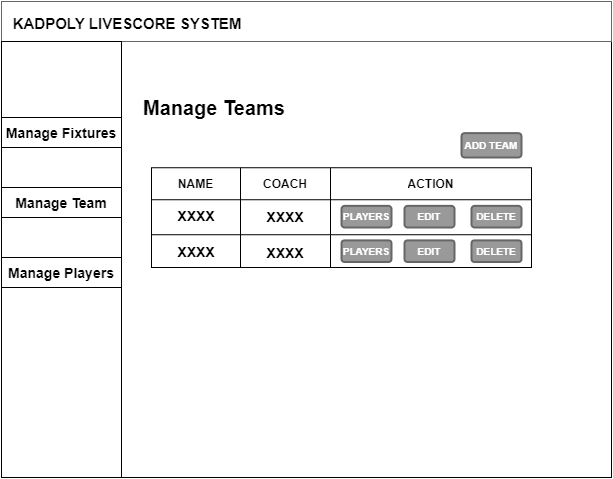 KADPOLY LIVESCORE SYSTEM
Manage Fixtures
Manage Team
Manage Players
Manage Teams
ADD TEAM
NAME COACH ACTION
XXXX XXXX PLAYERS EDIT DELETE
XXXX XXXX PLAYERS EDIT DELETE